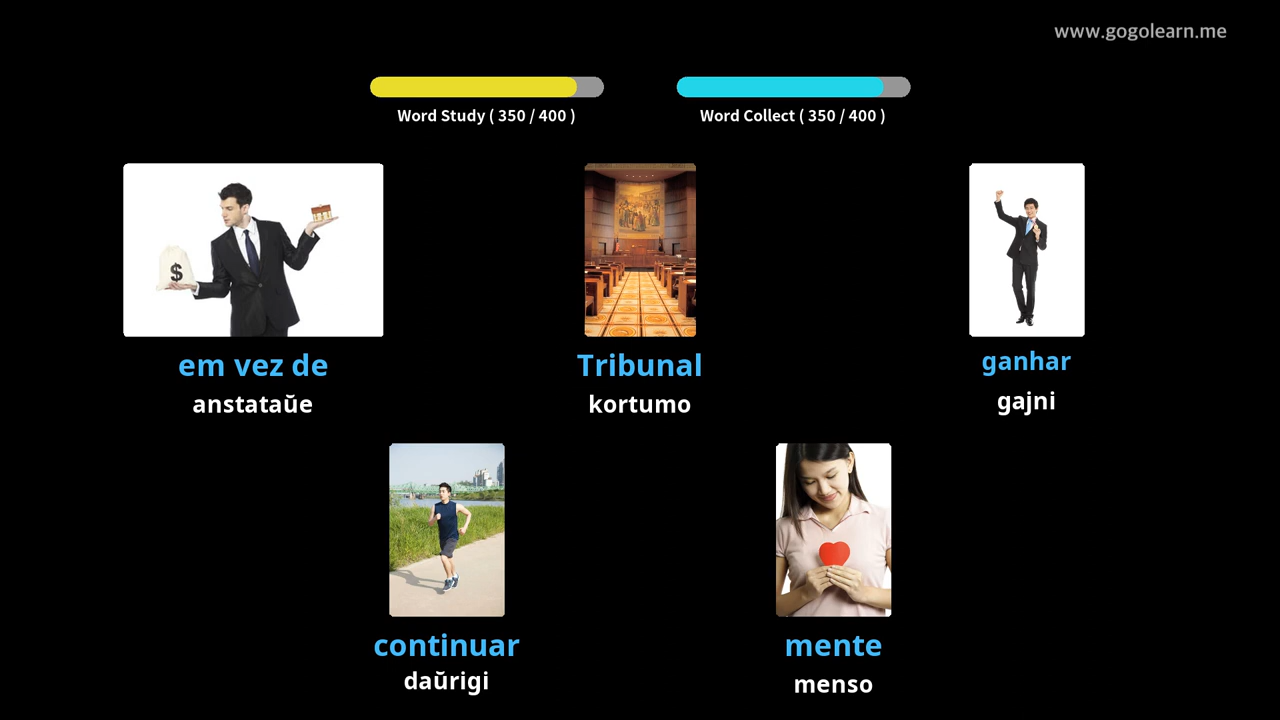 www.gogolearn.me
Word Study ( 350 / 400 )
Word Collect ( 350 / 400 )
$
em vez de
anstataŭe
Tribunal
kortumo
ganhar
gajni
continuar
daŭrigi
mente
menso